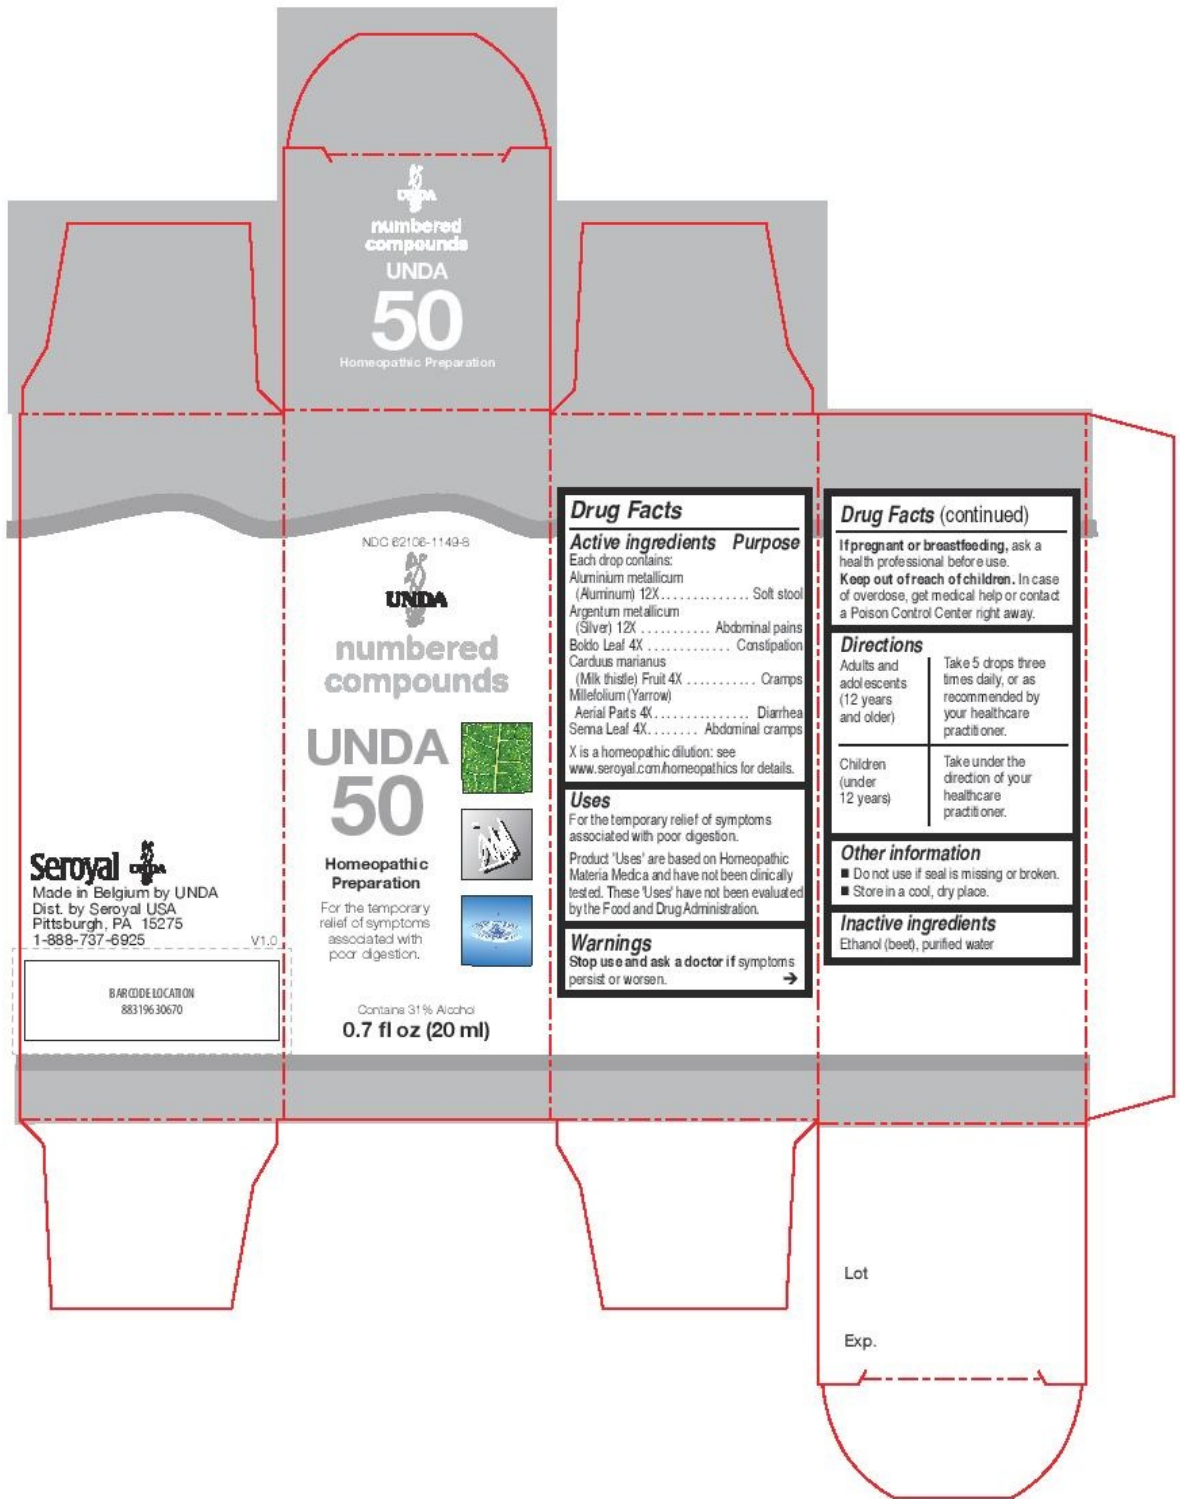 UNDA
numbered
compounds
UNDA
50
Homeopathic Preparation
Seroyal UNDA
Made in Belgium by UNDA
Dist. by Seroyal USA
Pittsburgh, PA 15275
1-888-737-6925
V1.0
BARCODE LOCATION
88319630670
NDC 62106-1149-8
UNDA
numbered
compounds
UNDA
50
Homeopathic
Preparation
For the temporary
relief of symptoms
associated with
poor digestion.
Contains 31% Alcohol
0.7 fl oz (20 ml)
Drug Facts
Active ingredients Purpose
Each drop contains:
Aluminium metallicum
(Aluminum) 12X.............. Soft stool
Argentum metallicum
(Silver) 12X ........... Abdominal pains
Boldo Leaf 4X ............. Constipation
Carduus marianus
(Milk thistle) Fruit 4X ........... Cramps
Millefolium (Yarrow)
Aerial Parts 4X............... Diarrhea
Senna Leaf 4X........ Abdominal cramps
X is a homeopathic dilution: see
www.seroyal.com/homeopathics for details.
Uses
For the temporary relief of symptoms
associated with poor digestion.
Product 'Uses' are based on Homeopathic
Materia Medica and have not been clinically
tested. These 'Uses' have not been evaluated
by the Food and Drug Administration.
Warnings
Stop use and ask a doctor if symptoms
persist or worsen. ➔
Drug Facts (continued)
If pregnant or breastfeeding, ask a
health professional before use.
Keep out of reach of children. In case
of overdose, get medical help or contact
a Poison Control Center right away.
Directions
Adults and
adolescents
(12 years
and older)
Take 5 drops three
times daily, or as
recommended by
your healthcare
practitioner.
Children
(under
12 years)
Take under the
direction of your
healthcare
practitioner.
Other information
■ Do not use if seal is missing or broken.
■ Store in a cool, dry place.
Inactive ingredients
Ethanol (beet), purified water
Lot
Exp.